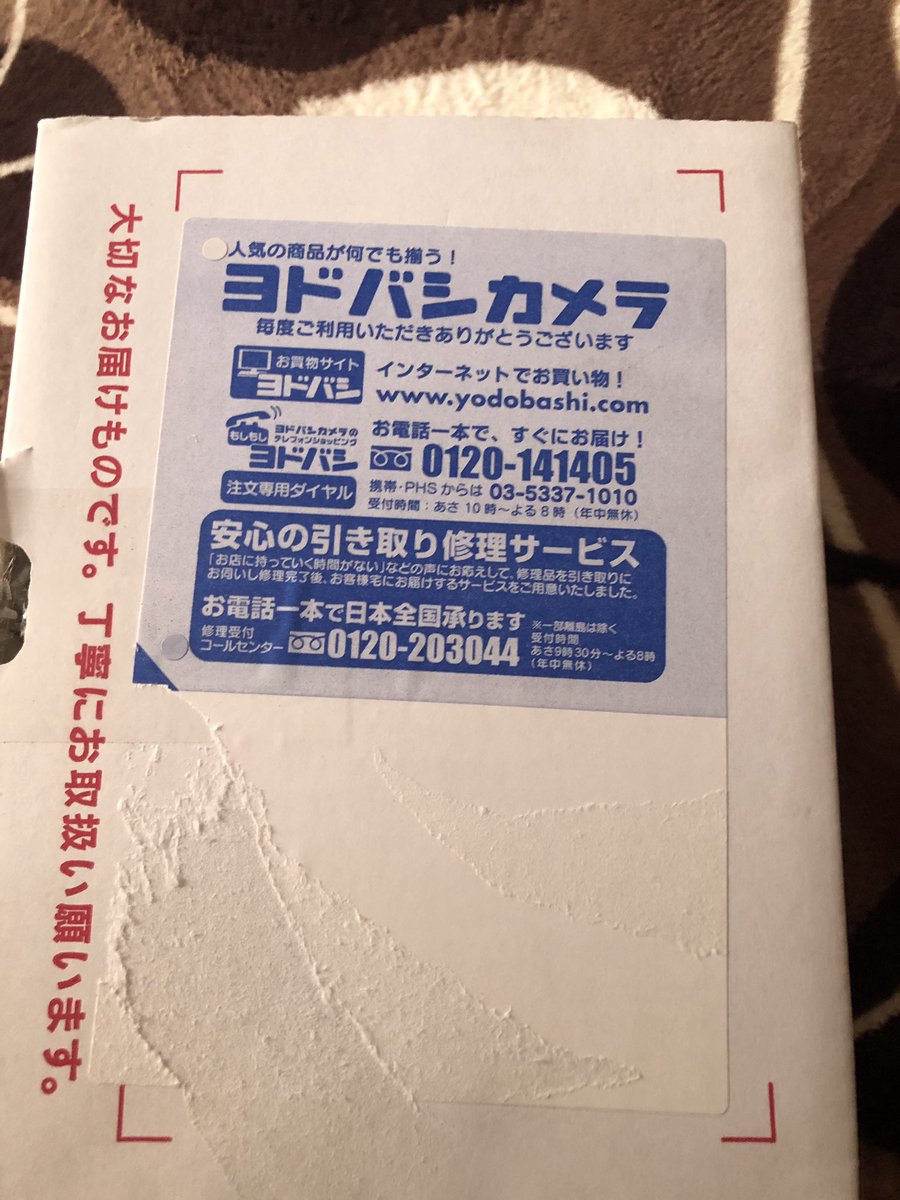 大切なお届けものです。丁寧にお取扱い願います。
人気の商品が何でも揃う！
ヨドバシカメラ
毎度ご利用いただきありがとうございます
お買物サイト
ヨドバシ
インターネットでお買い物！
www.yodobashi.com
もしもし
ヨドバシカメラの
テレフォンショッピング
ヨドバシ
お電話一本で、すぐにお届け！
0120-141405
注文専用ダイヤル
携帯・PHSからは 03-5337-1010
受付時間：あさ10時〜よる8時（年中無休）
安心の引き取り修理サービス
「お店に持っていく時間がない」などの声にお応えして、修理品を引き取りに
お伺いし修理完了後、お客様宅にお届けするサービスをご用意いたしました。
お電話一本で日本全国承ります
修理受付
コールセンター
0120-203044
※一部離島は除く
受付時間
あさ9時30分〜よる8時
（年中無休）